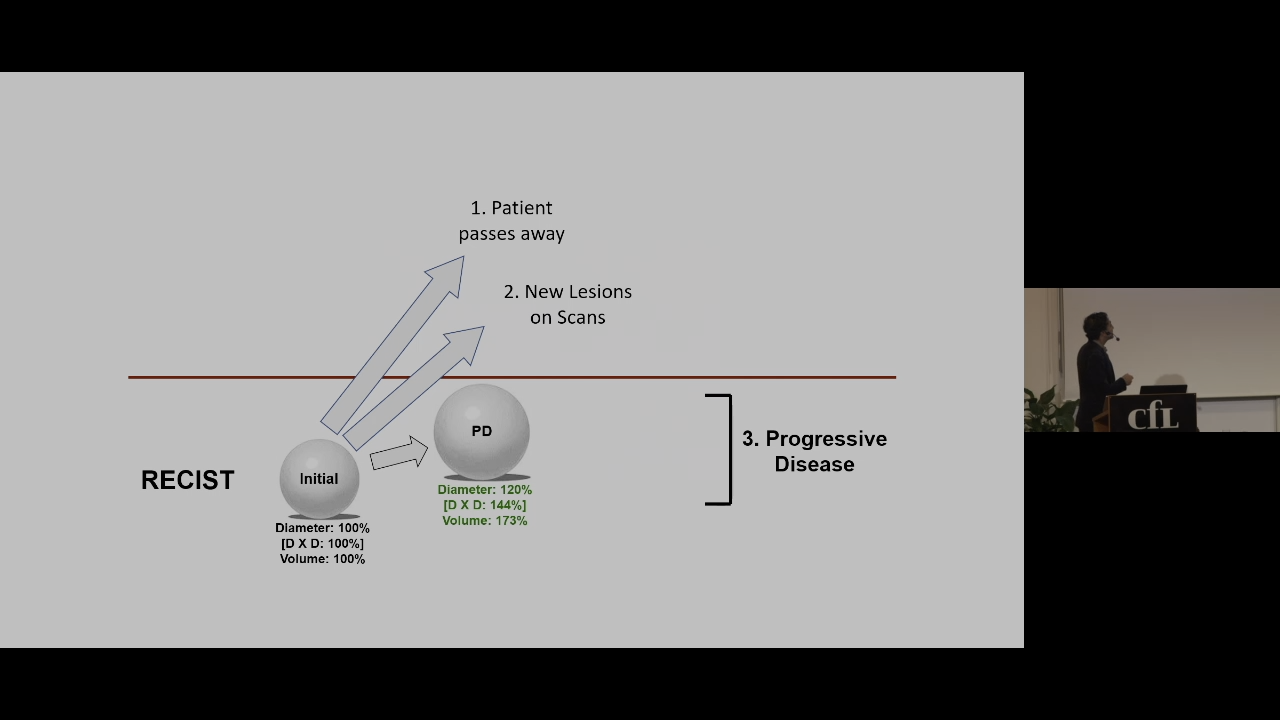 1. Patient
passes away
2. New Lesions
on Scans
PD
3. Progressive
Disease
RECIST
Initial
Diameter: 120%
[D X D: 144%]
Volume: 173%
Diameter: 100%
[D X D: 100%]
Volume: 100%
cfL